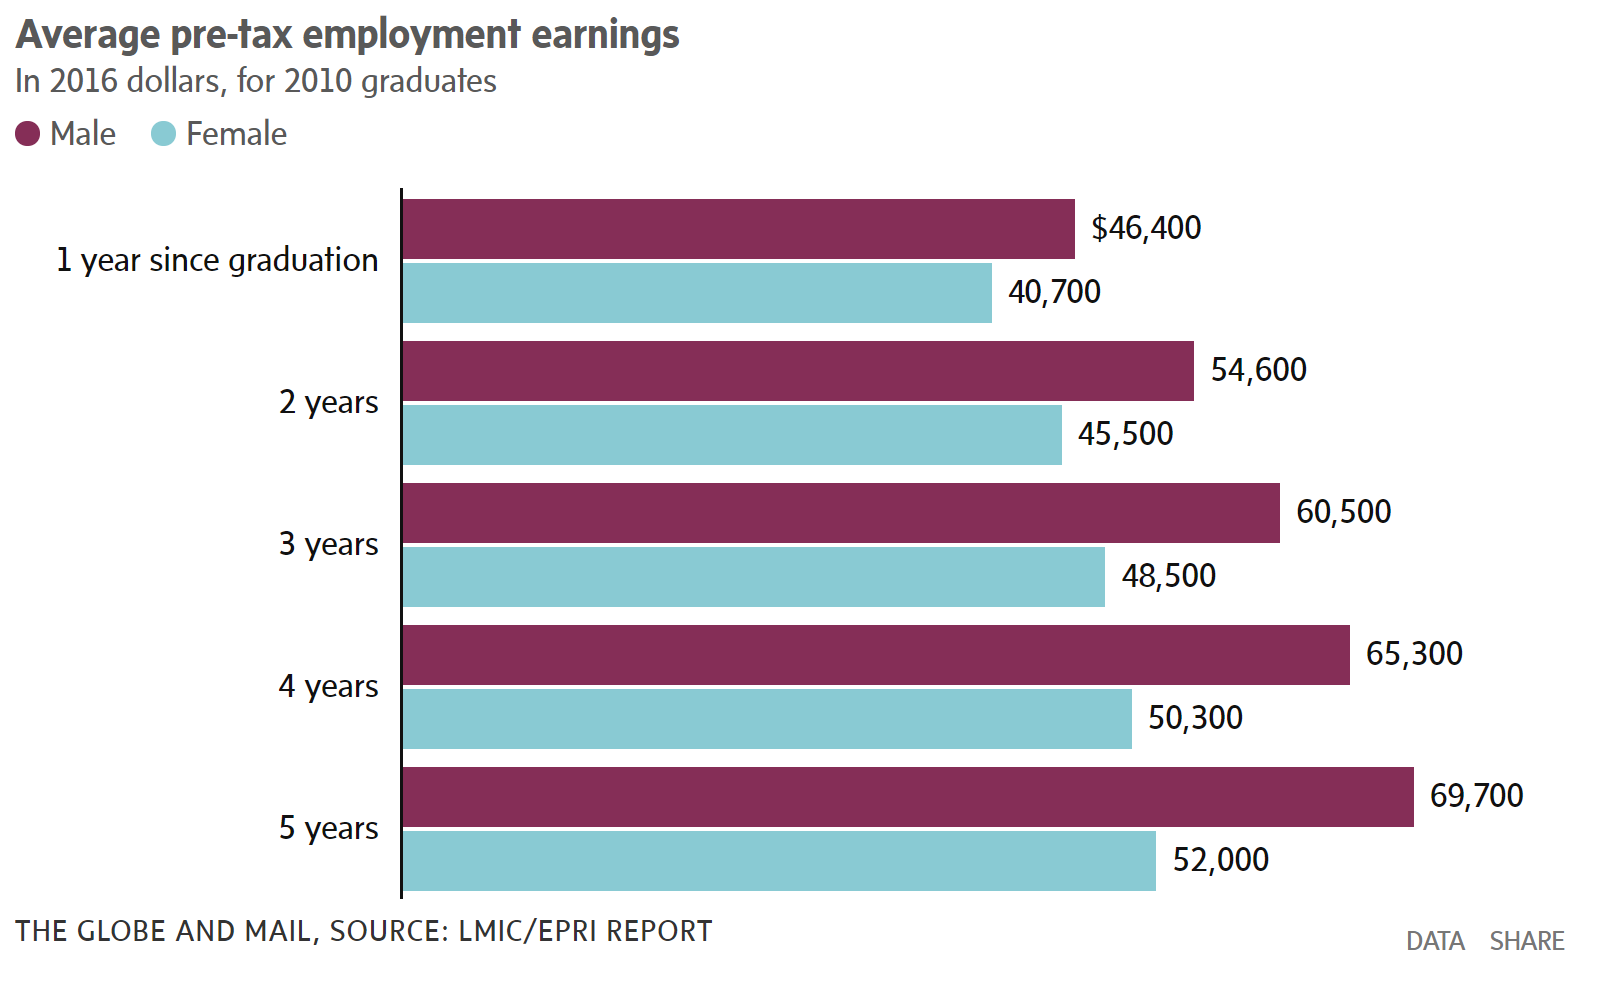 Average pre-tax employment earnings
In 2016 dollars, for 2010 graduates
Male Female
1 year since graduation
$46,400
40,700
2 years
54,600
45,500
3 years
60,500
48,500
4 years
65,300
50,300
5 years
69,700
52,000
THE GLOBE AND MAIL, SOURCE: LMIC/EPRI REPORT
DATA SHARE